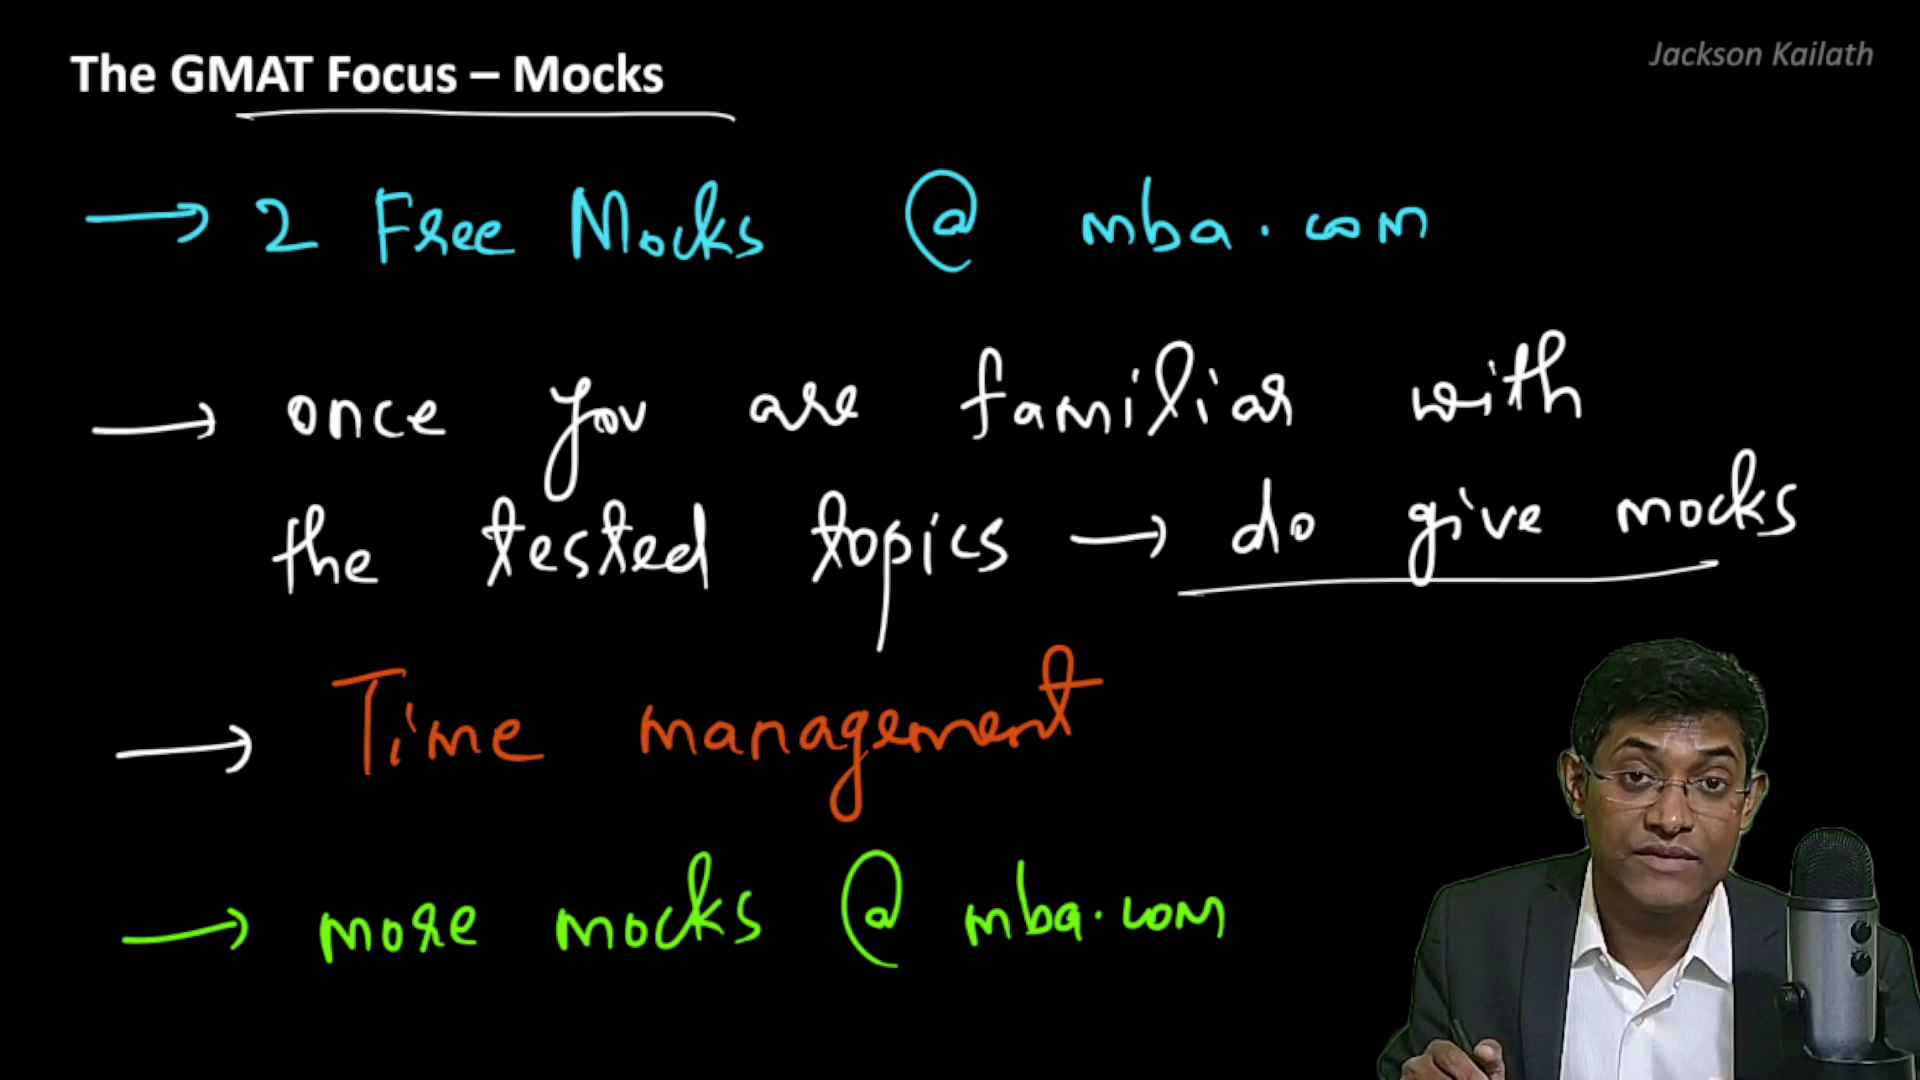 The GMAT Focus – Mocks
Jackson Kailath
→ 2 Free Mocks @ mba.com
→ once you are familiar with
the tested topics → do give mocks
→ Time management
→ more mocks @ mba.com